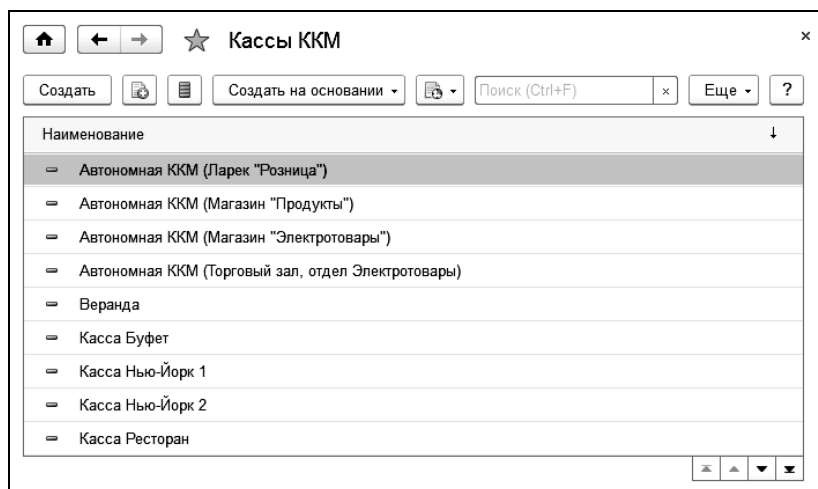 Кассы ККМ
Создать Создать на основании Поиск (Ctrl+F) × Еще ?
Наименование
Автономная ККМ (Ларек "Розница")
Автономная ККМ (Магазин "Продукты")
Автономная ККМ (Магазин "Электротовары")
Автономная ККМ (Торговый зал, отдел Электротовары)
Веранда
Касса Буфет
Касса Нью-Йорк 1
Касса Нью-Йорк 2
Касса Ресторан